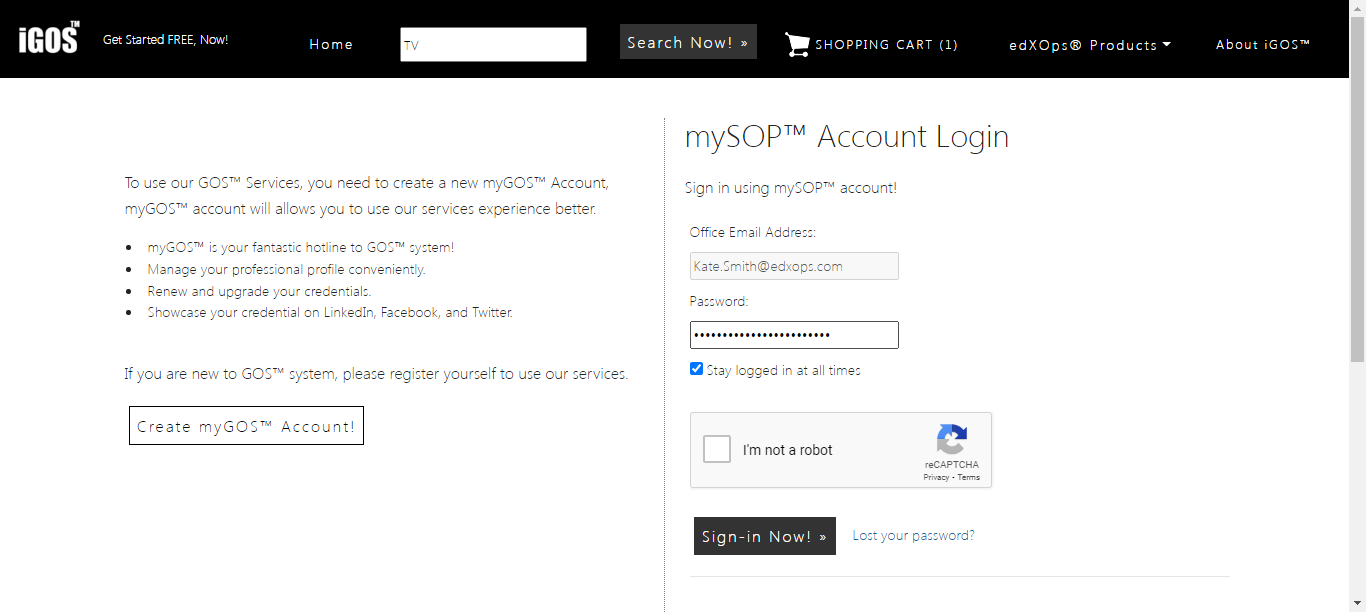 iGOS™
Get Started FREE, Now!
Home
TV
Search Now! »
SHOPPING CART (1)
edXOps® Products
About iGOS™
To use our GOS™ Services, you need to create a new myGOS™ Account,
myGOS™ account will allows you to use our services experience better.
• myGOS™ is your fantastic hotline to GOS™ system!
• Manage your professional profile conveniently.
• Renew and upgrade your credentials.
• Showcase your credential on LinkedIn, Facebook, and Twitter.
If you are new to GOS™ system, please register yourself to use our services.
Create myGOS™ Account!
mySOP™ Account Login
Sign in using mySOP™ account!
Office Email Address:
Kate.Smith@edxops.com
Password:
Stay logged in at all times
I'm not a robot
reCAPTCHA
Privacy - Terms
Sign-in Now! »
Lost your password?